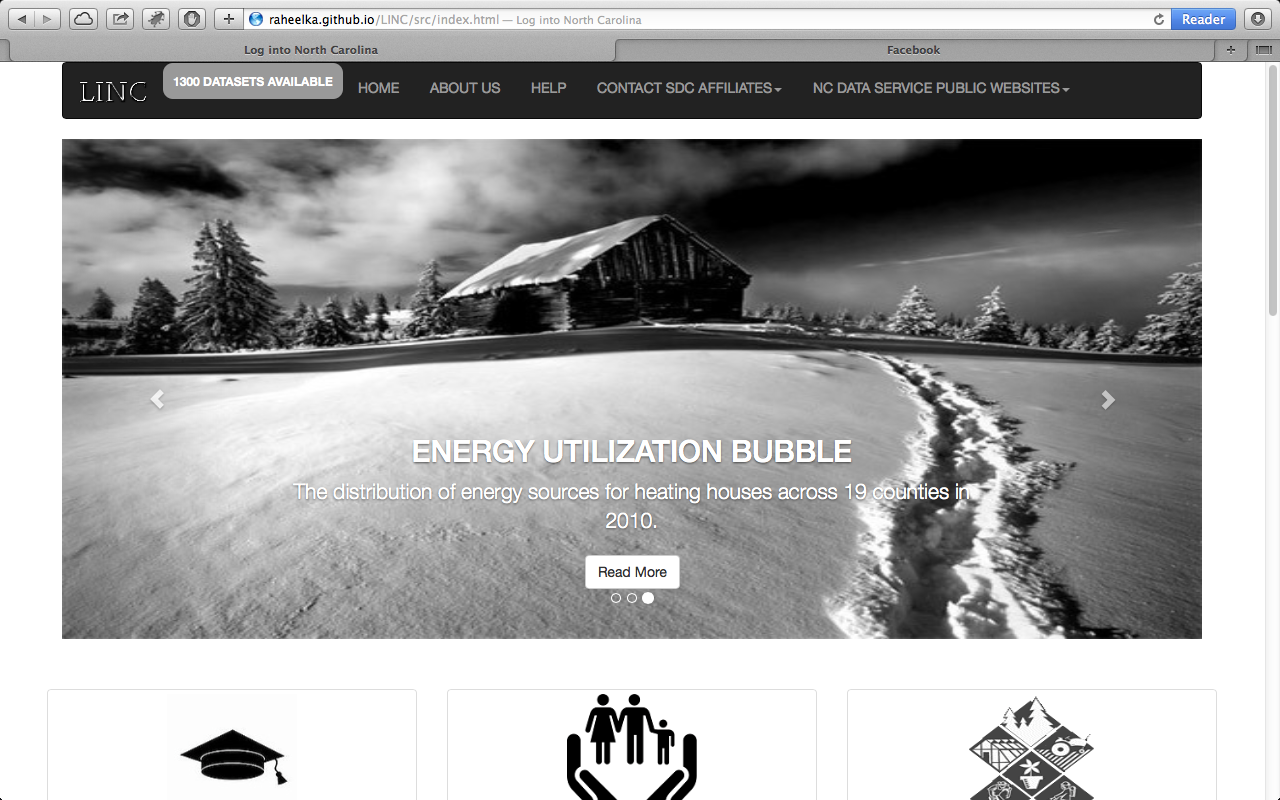 raheelka.github.io/LINC/src/index.html — Log into North Carolina
Reader
Log into North Carolina
Facebook
LINC
1300 DATASETS AVAILABLE
HOME
ABOUT US
HELP
CONTACT SDC AFFILIATES
NC DATA SERVICE PUBLIC WEBSITES
ENERGY UTILIZATION BUBBLE
The distribution of energy sources for heating houses across 19 counties in
2010.
Read More